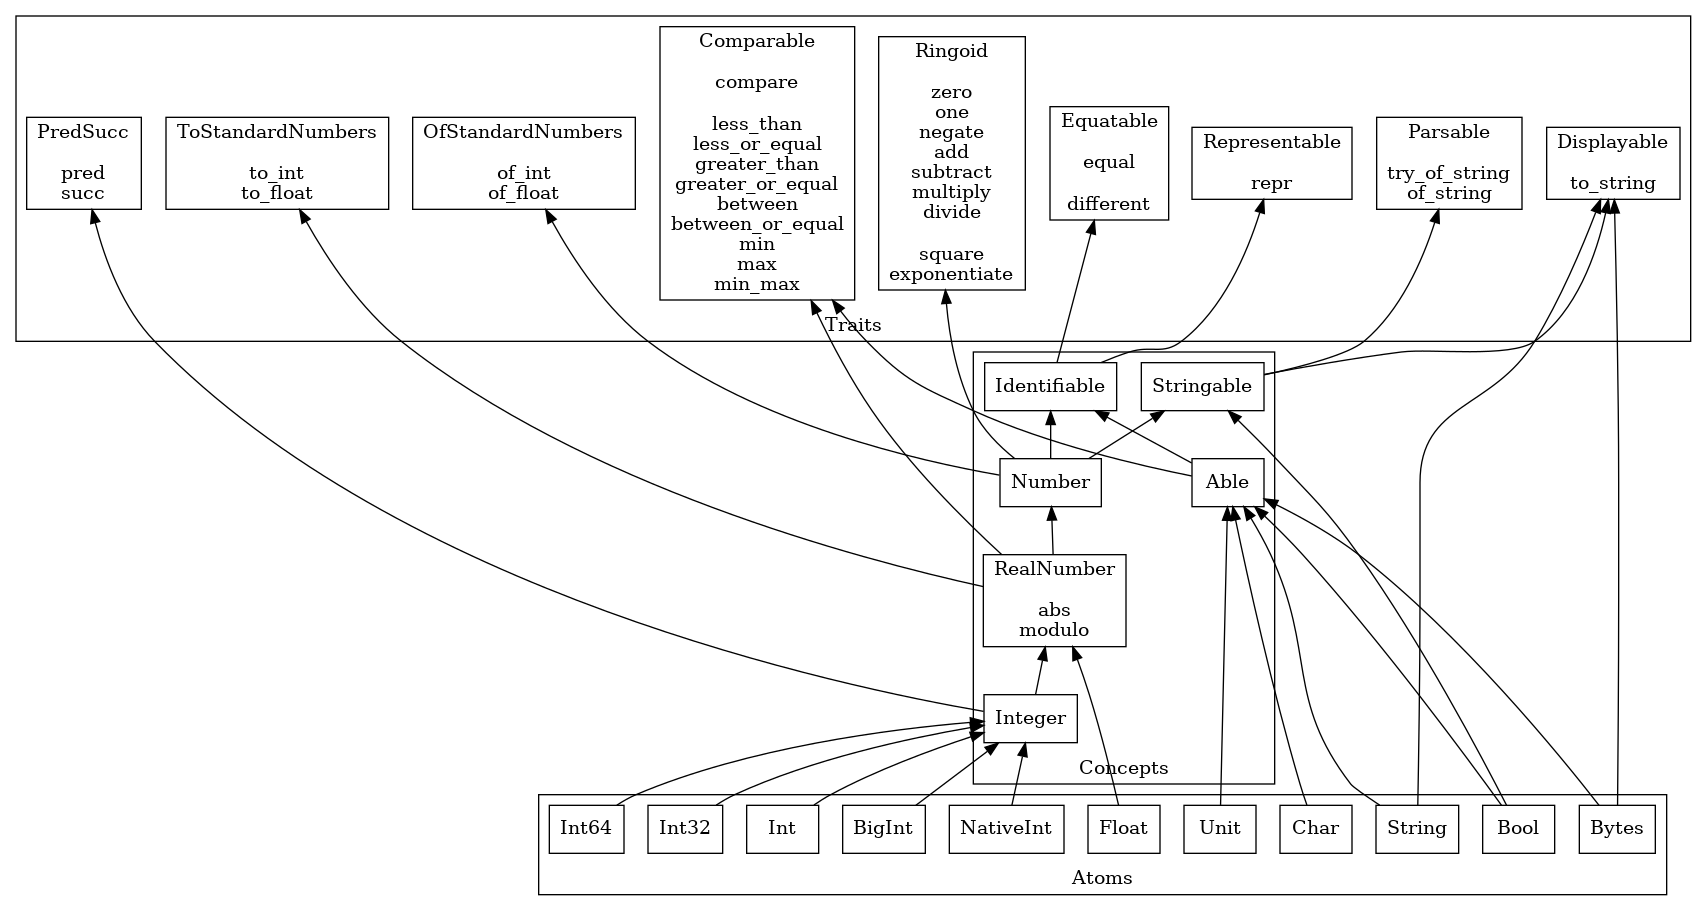 PredSucc
pred
succ
ToStandardNumbers
to_int
to_float
OfStandardNumbers
of_int
of_float
Comparable
compare
less_than
less_or_equal
greater_than
greater_or_equal
between
between_or_equal
min
max
min_max
Ringoid
zero
one
negate
add
subtract
multiply
divide
square
exponentiate
Equatable
equal
different
Representable
repr
Parsable
try_of_string
of_string
Displayable
to_string
Traits
Identifiable
Stringable
Number
Able
RealNumber
abs
modulo
Integer
Concepts
Int64
Int32
Int
BigInt
NativeInt
Float
Unit
Char
String
Bool
Bytes
Atoms